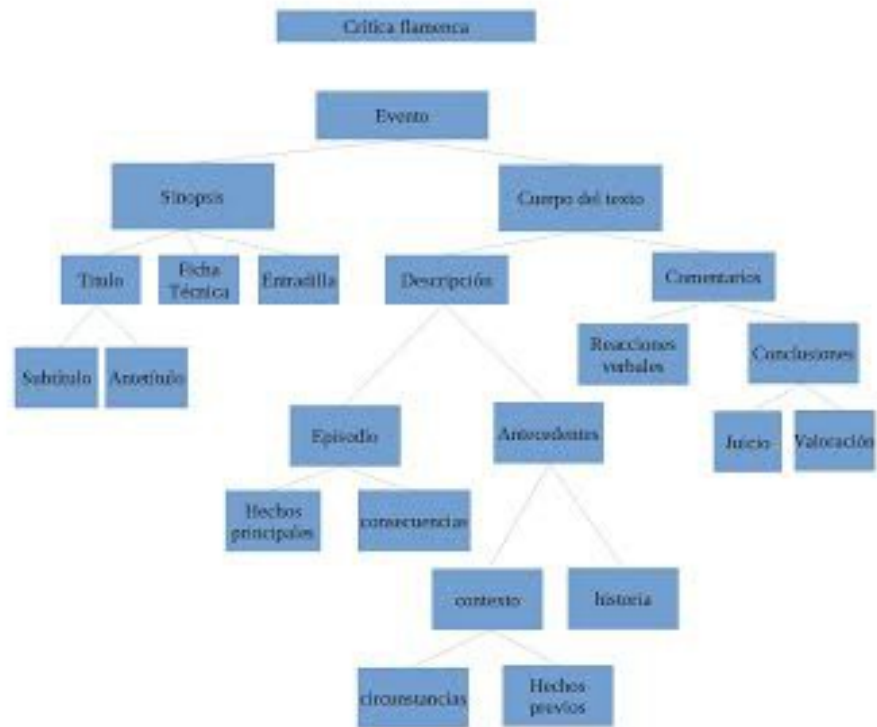 Crítica flamenca
Evento
Sinopsis
Cuerpo del texto
Título
Ficha
Técnica
Entradilla
Descripción
Comentarios
Subtítulo
Antetítulo
Reacciones
verbales
Conclusiones
Episodio
Antecedentes
Juicio
Valoración
Hechos
principales
consecuencias
contexto
historia
circunstancias
Hechos
previos